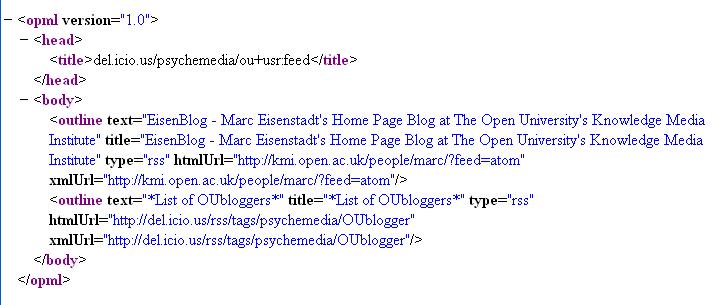 − <opml version="1.0">
− <head>
<title>del.icio.us/psychemedia/ou+usr:feed</title>
</head>
− <body>
<outline text="EisenBlog - Marc Eisenstadt's Home Page Blog at The Open University's Knowledge Media
Institute" title="EisenBlog - Marc Eisenstadt's Home Page Blog at The Open University's Knowledge Media
Institute" type="rss" htmlUrl="http://kmi.open.ac.uk/people/marc/?feed=atom"
xmlUrl="http://kmi.open.ac.uk/people/marc/?feed=atom"/>
<outline text="*List of OUbloggers*" title="*List of OUbloggers*" type="rss"
htmlUrl="http://del.icio.us/rss/tags/psychemedia/OUblogger"
xmlUrl="http://del.icio.us/rss/tags/psychemedia/OUblogger"/>
</body>
</opml>